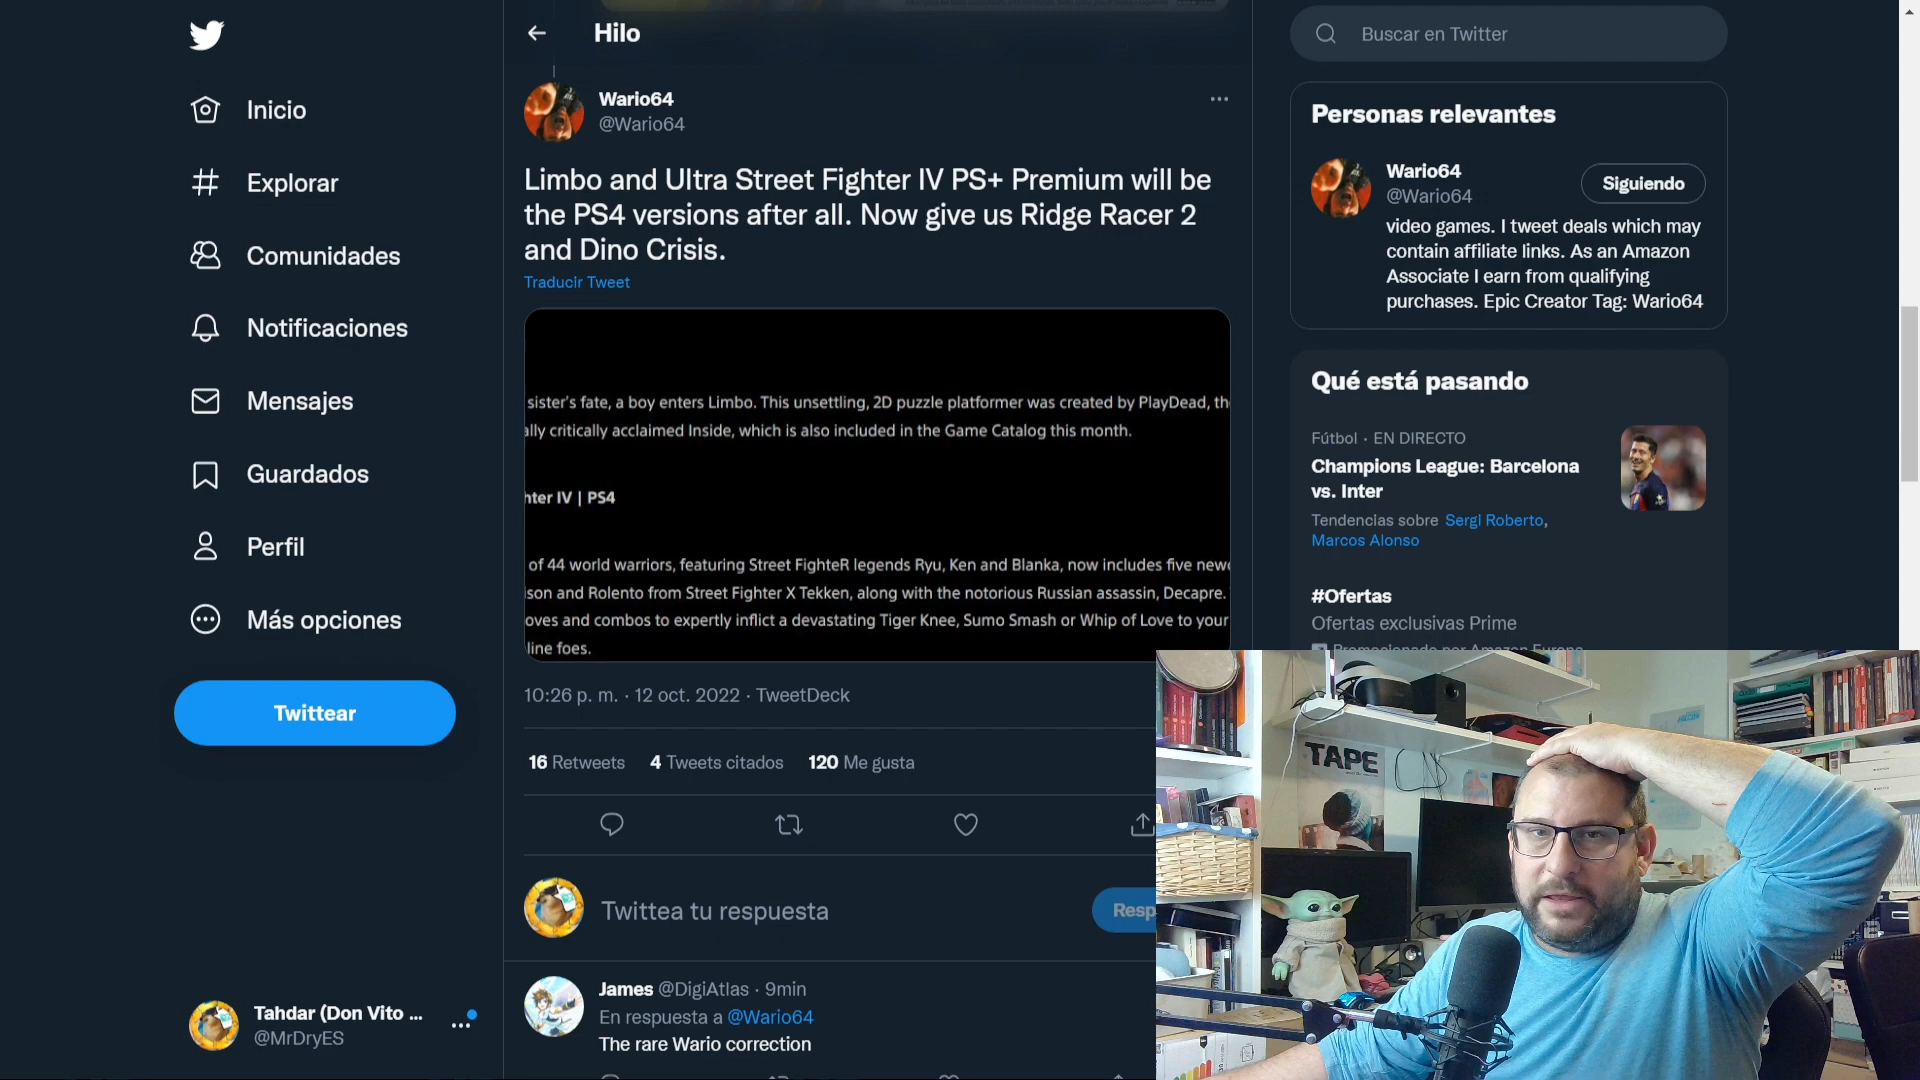 Inicio
Explorar
Comunidades
Notificaciones
Mensajes
Guardados
Perfil
Más opciones
Twittear
Tahdar (Don Vito ...
@MrDryES
Hilo
Wario64
@Wario64
Limbo and Ultra Street Fighter IV PS+ Premium will be
the PS4 versions after all. Now give us Ridge Racer 2
and Dino Crisis.
Traducir Tweet
sister's fate, a boy enters Limbo. This unsettling, 2D puzzle platformer was created by PlayDead, th
ally critically acclaimed Inside, which is also included in the Game Catalog this month.
hter IV | PS4
of 44 world warriors, featuring Street FighteR legends Ryu, Ken and Blanka, now includes five newe
ison and Rolento from Street Fighter X Tekken, along with the notorious Russian assassin, Decapre.
oves and combos to expertly inflict a devastating Tiger Knee, Sumo Smash or Whip of Love to your
line foes.
10:26 p. m. · 12 oct. 2022 · TweetDeck
16 Retweets 4 Tweets citados 120 Me gusta
Twittea tu respuesta
Resp
James @DigiAtlas · 9min
En respuesta a @Wario64
The rare Wario correction
Buscar en Twitter
Personas relevantes
Wario64
@Wario64
Siguiendo
video games. I tweet deals which may
contain affiliate links. As an Amazon
Associate I earn from qualifying
purchases. Epic Creator Tag: Wario64
Qué está pasando
Fútbol · EN DIRECTO
Champions League: Barcelona
vs. Inter
Tendencias sobre Sergi Roberto,
Marcos Alonso
#Ofertas
Ofertas exclusivas Prime
Promocionado por Amazon Europe
TAPE